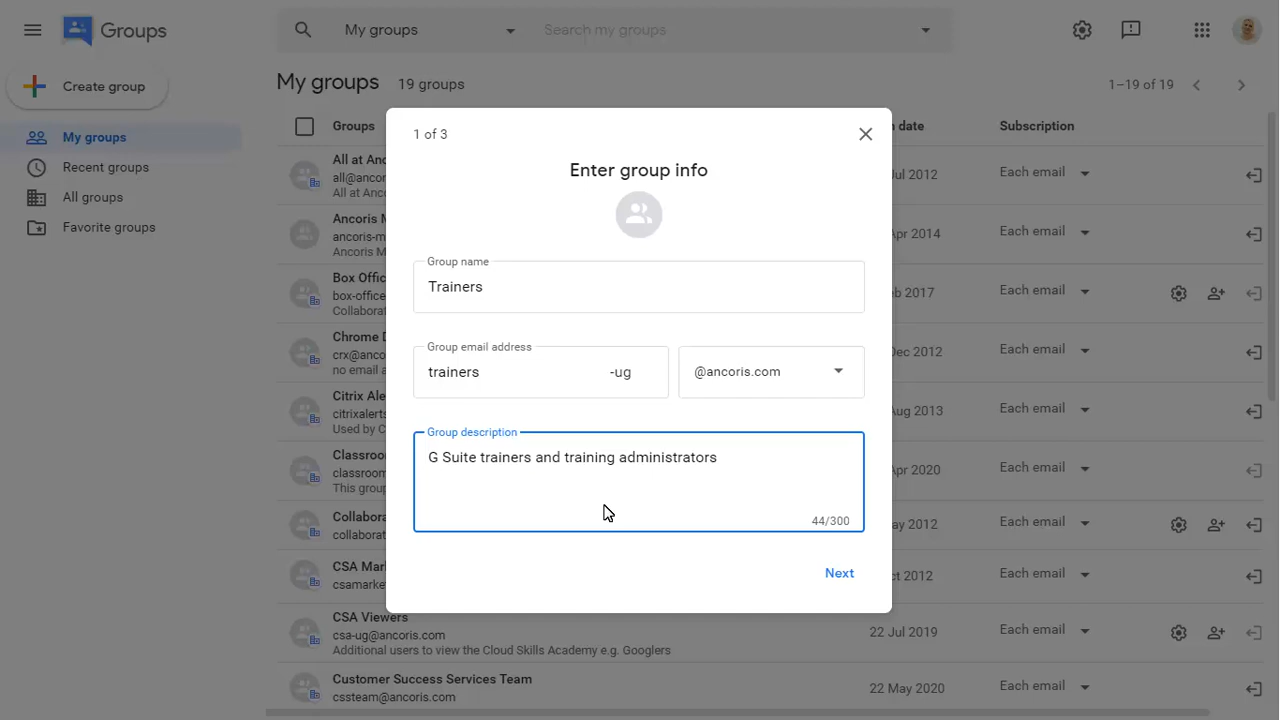 Groups
My groups
Search my groups
Create group
My groups 19 groups
1–19 of 19
My groups
Recent groups
All groups
Favorite groups
Groups
date
Subscription
All at
all@ancor
All at Ancoris
Jul 2012
Each email
Ancoris
ancoris-m
Ancoris M
Apr 2014
Each email
Box Offic
box-office
Collaborat
2017
Each email
Chrome
crx@anco
no email a
Dec 2012
Each email
Citrix Ale
citrixalerts
Used by C
Aug 2013
Each email
Classroo
classroom
This group
Apr 2020
Each email
Collabora
collaborat
2012
Each email
CSA Mar
csamarke
2012
Each email
CSA Viewers
csa-ug@ancoris.com
Additional users to view the Cloud Skills Academy e.g. Googlers
22 Jul 2019
Each email
Customer Success Services Team
cssteam@ancoris.com
22 May 2020
Each email
1 of 3
Enter group info
Group name
Trainers
Group email address
trainers -ug
@ancoris.com
Group description
G Suite trainers and training administrators
44/300
Next